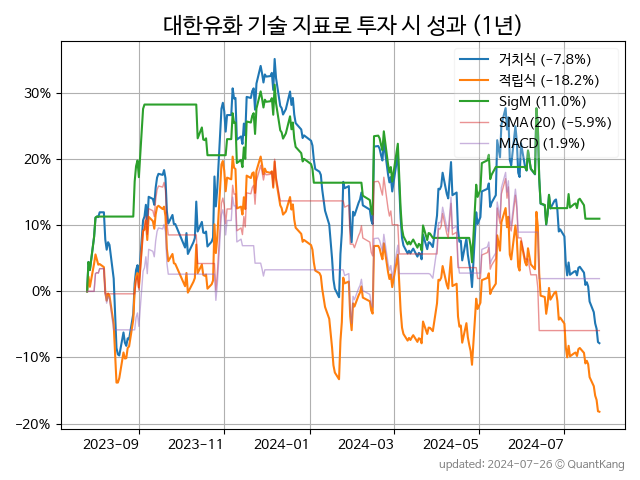 대한유화 기술 지표로 투자 시 성과 (1년)
거치식 (−7.8%)
적립식 (−18.2%)
SigM (11.0%)
SMA(20) (−5.9%)
MACD (1.9%)
30%
20%
10%
0%
−10%
−20%
2023-09 2023-11 2024-01 2024-03 2024-05 2024-07
updated: 2024-07-26 © QuantKang